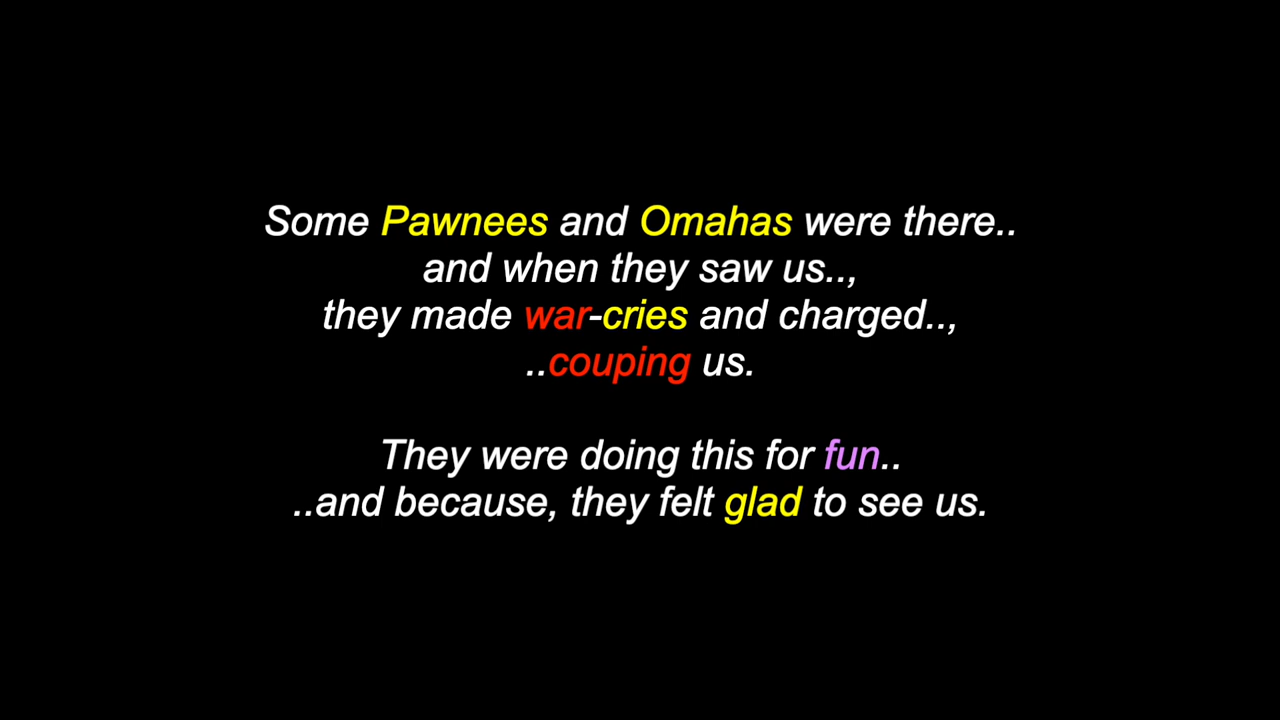 Some Pawnees and Omahas were there..
and when they saw us..,
they made war-cries and charged..,
..couping us.
They were doing this for fun..
..and because, they felt glad to see us.